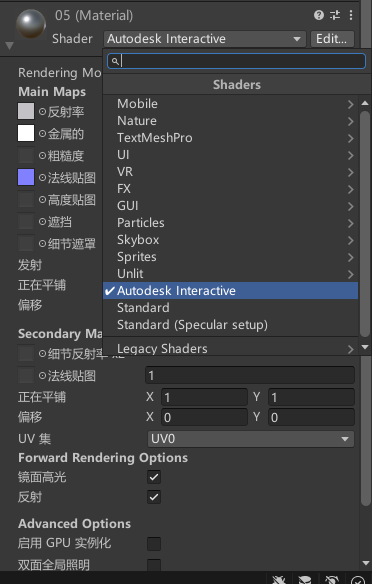 05 (Material)
Shader Autodesk Interactive Edit...
Shaders
Rendering Mo
Main Maps
Mobile
反射率
Nature
金属的
TextMeshPro
粗糙度
UI
VR
法线贴图
FX
高度贴图
GUI
遮挡
Particles
细节遮罩
Skybox
Sprites
发射
Unlit
正在平铺
Autodesk Interactive
偏移
Standard
Standard (Specular setup)
Secondary Ma
Legacy Shaders
细节反射率
法线贴图 1
正在平铺 X 1 Y 1
偏移 X 0 Y 0
UV 集 UV0
Forward Rendering Options
镜面高光
反射
Advanced Options
启用 GPU 实例化
双面全局照明